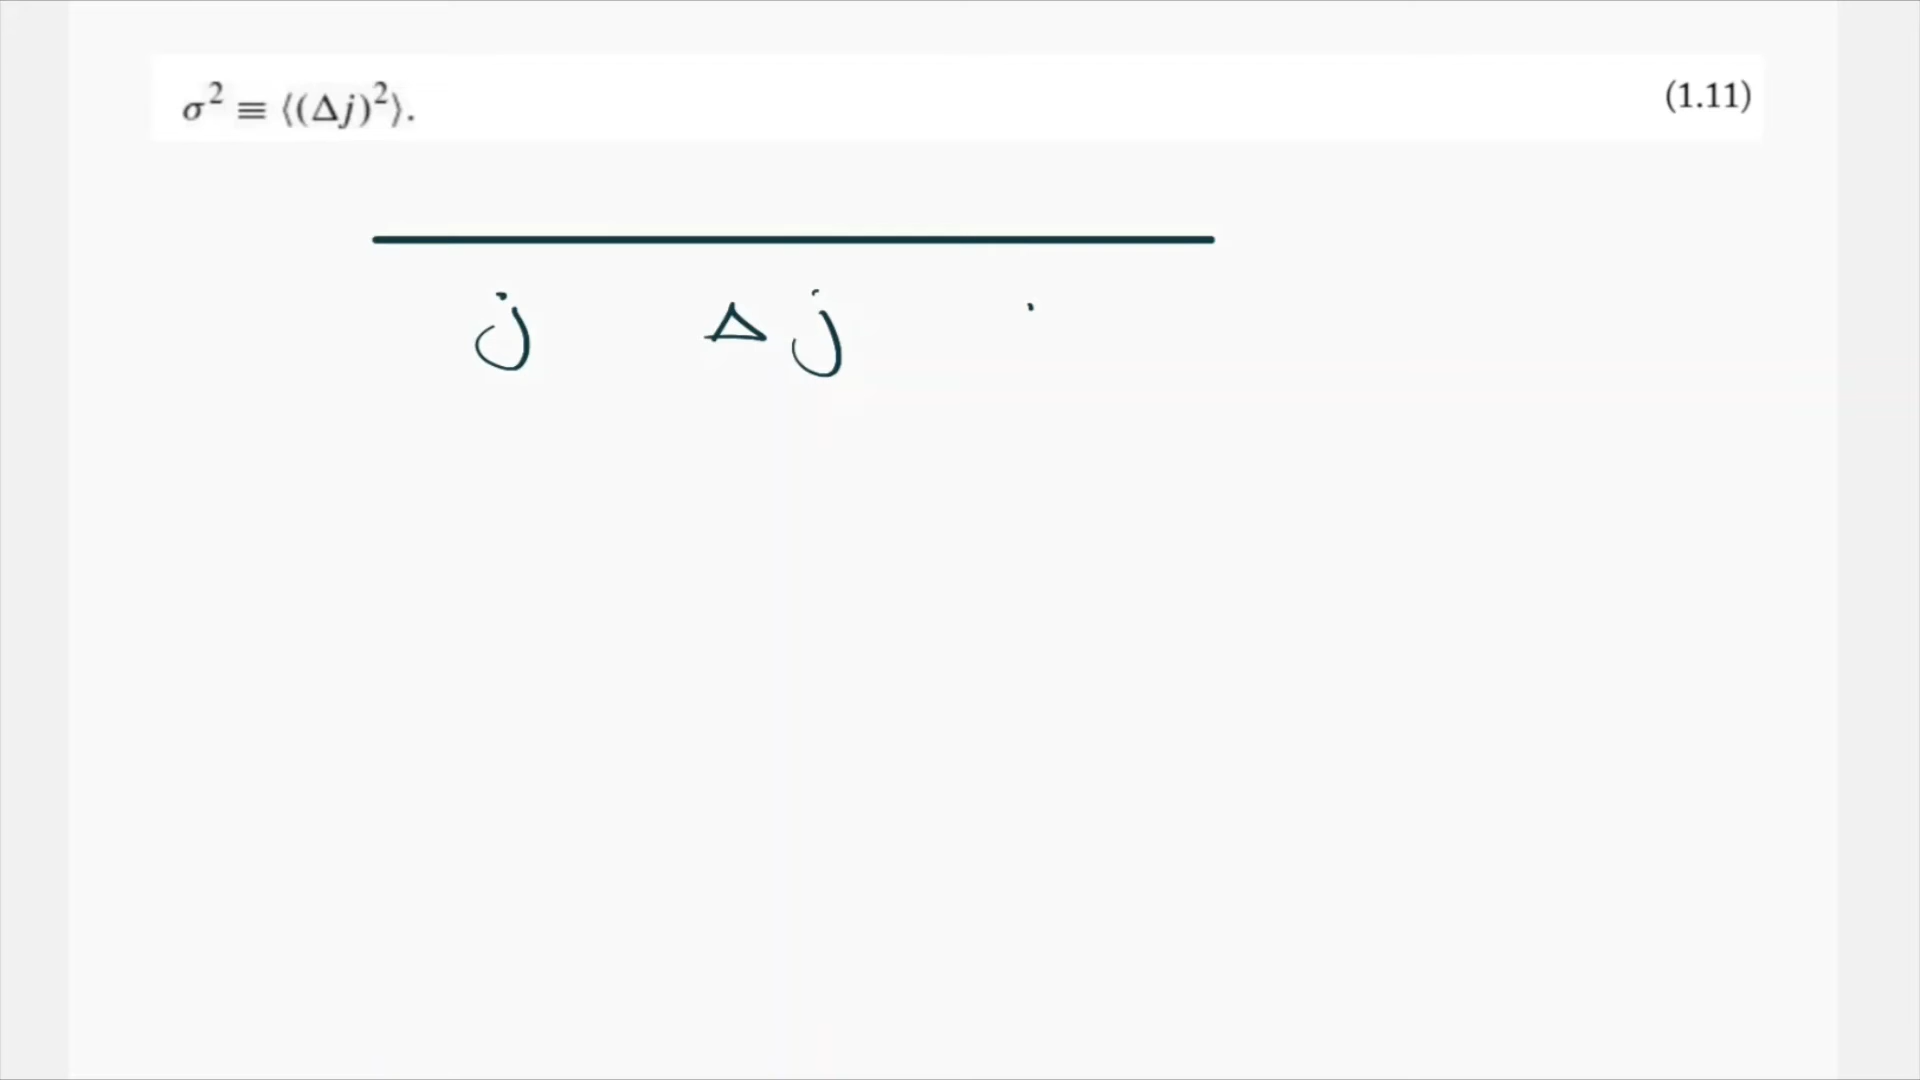 σ² ≡ ⟨(Δj)²⟩. (1.11)
j Δj